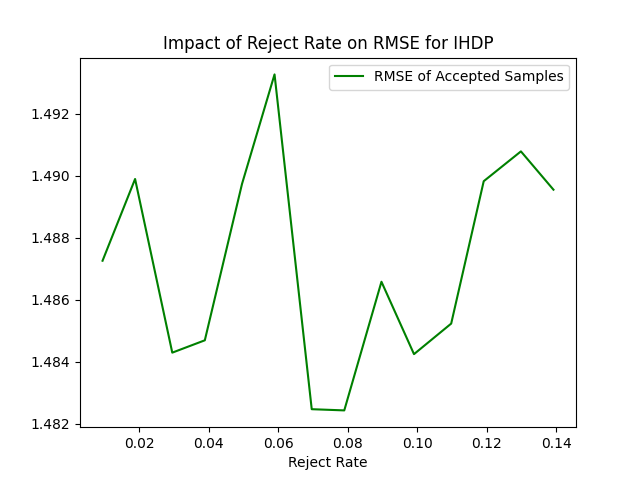 Impact of Reject Rate on RMSE for IHDP
RMSE of Accepted Samples
1.492
1.490
1.488
1.486
1.484
1.482
0.02 0.04 0.06 0.08 0.10 0.12 0.14
Reject Rate